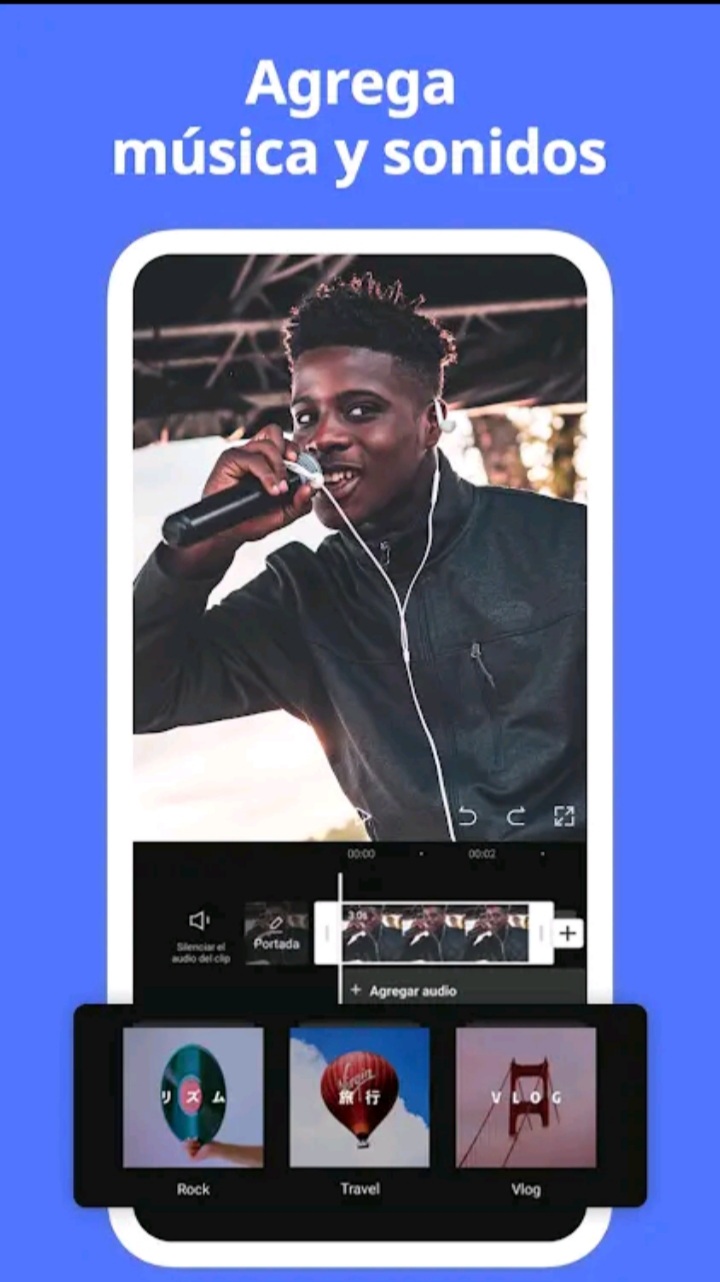 Agrega
música y sonidos
00:00
00:02
3.0s
Silenciar el
audio del clip
Portada
+ Agregar audio
リズム
Virgin
旅行
VLOG
Rock
Travel
Vlog